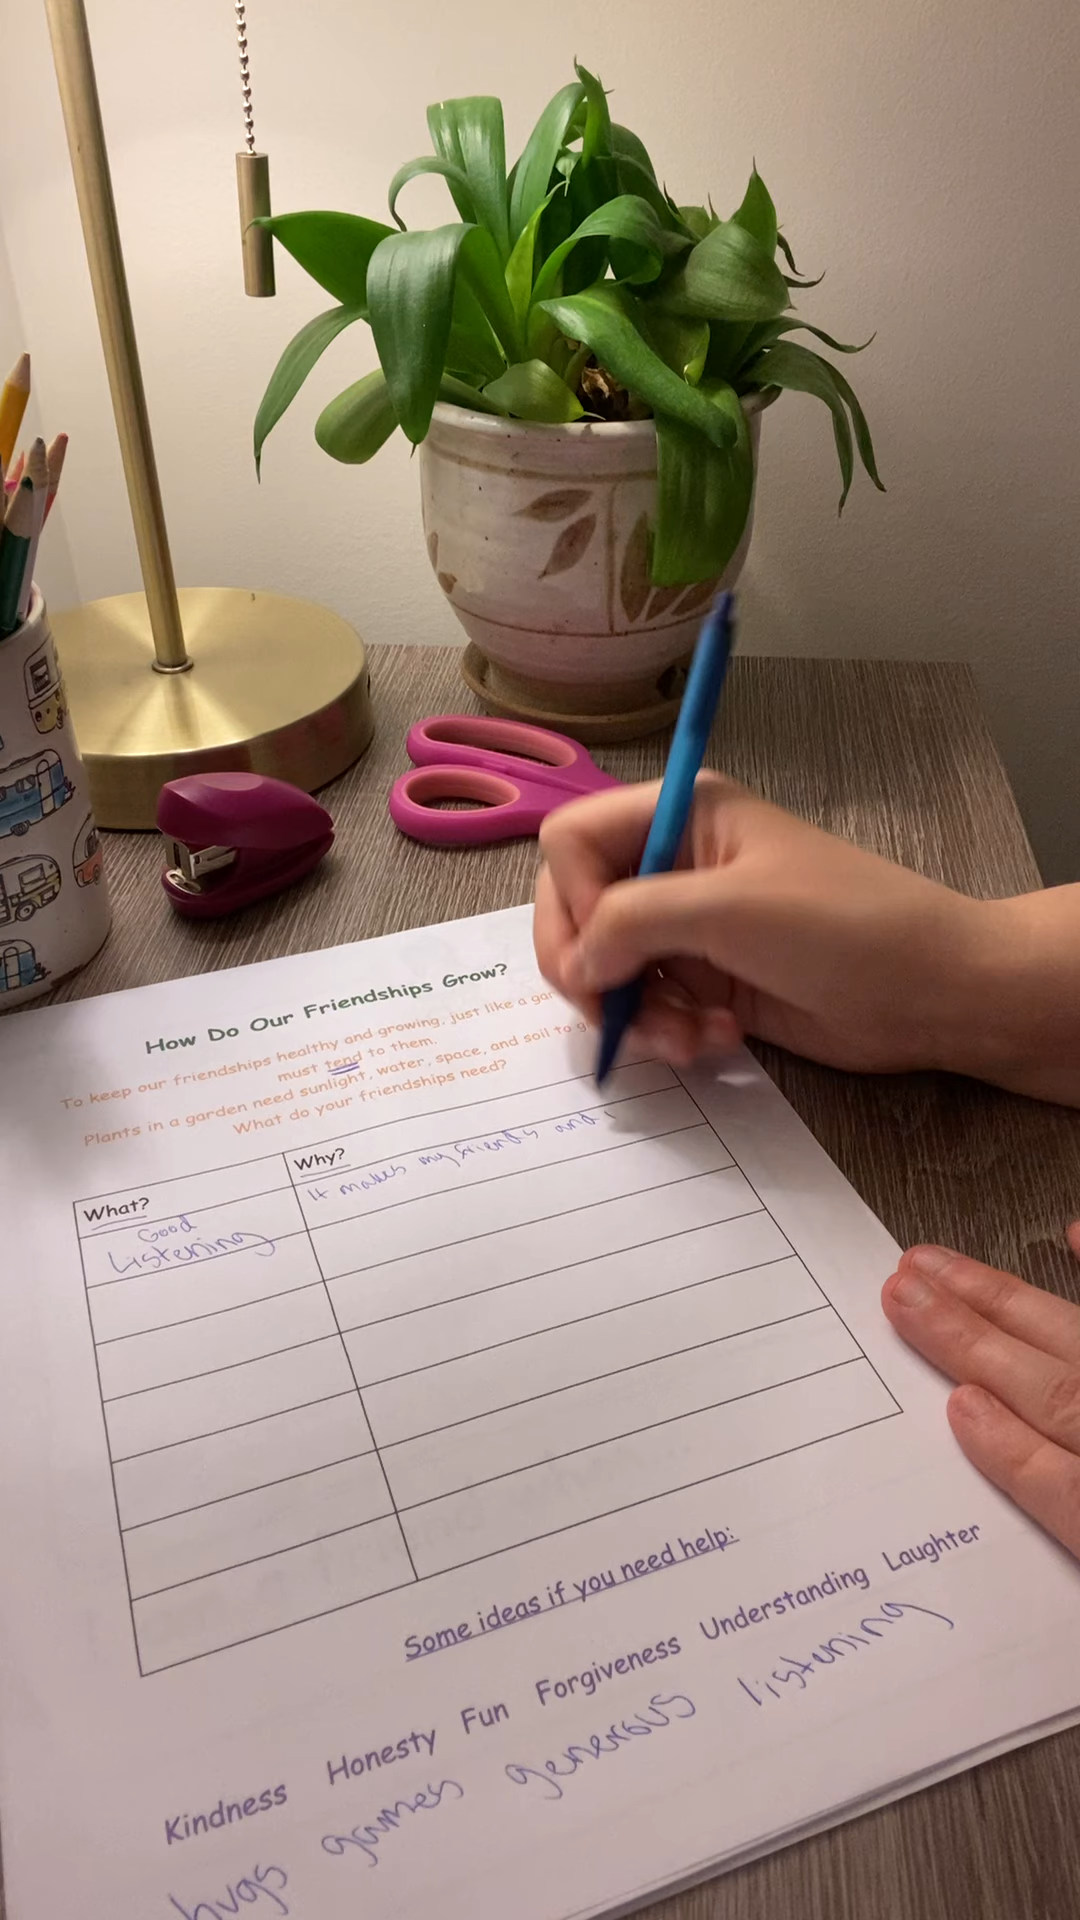 How Do Our Friendships Grow?
To keep our friendships healthy and growing, just like a gar
must tend to them.
Plants in a garden need sunlight, water, space, and soil to g
What do your friendships need?
What? Why?
Good
Listening
It makes my friends and
Some ideas if you need help:
Kindness Honesty Fun Forgiveness Understanding Laughter
hugs games generous listening